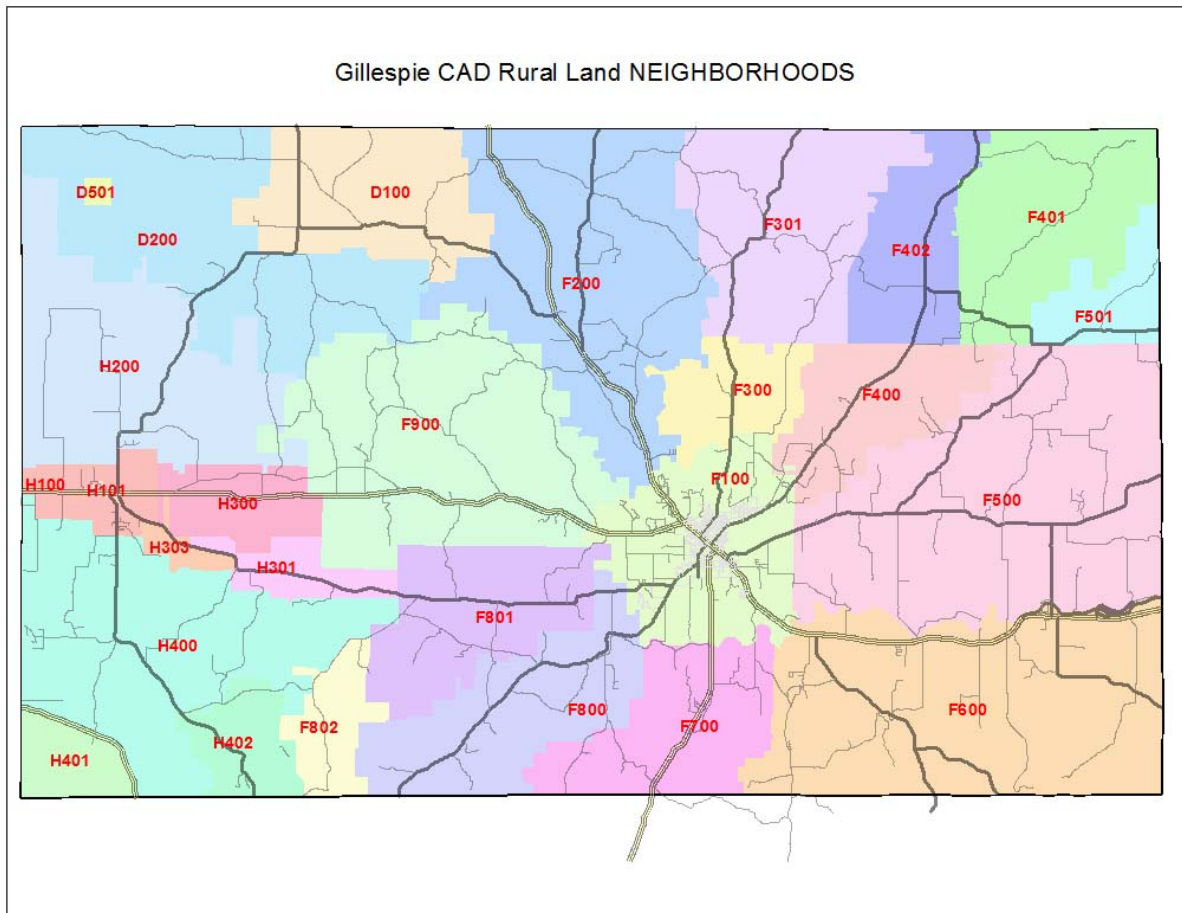 Gillespie CAD Rural Land NEIGHBORHOODS
D501
D100
D200
F301
F401
F402
F200
F501
H200
F300
F400
F900
F100
H100
H101
H300
F500
H303
H301
F801
H400
F802
F800
F700
F600
H402
H401